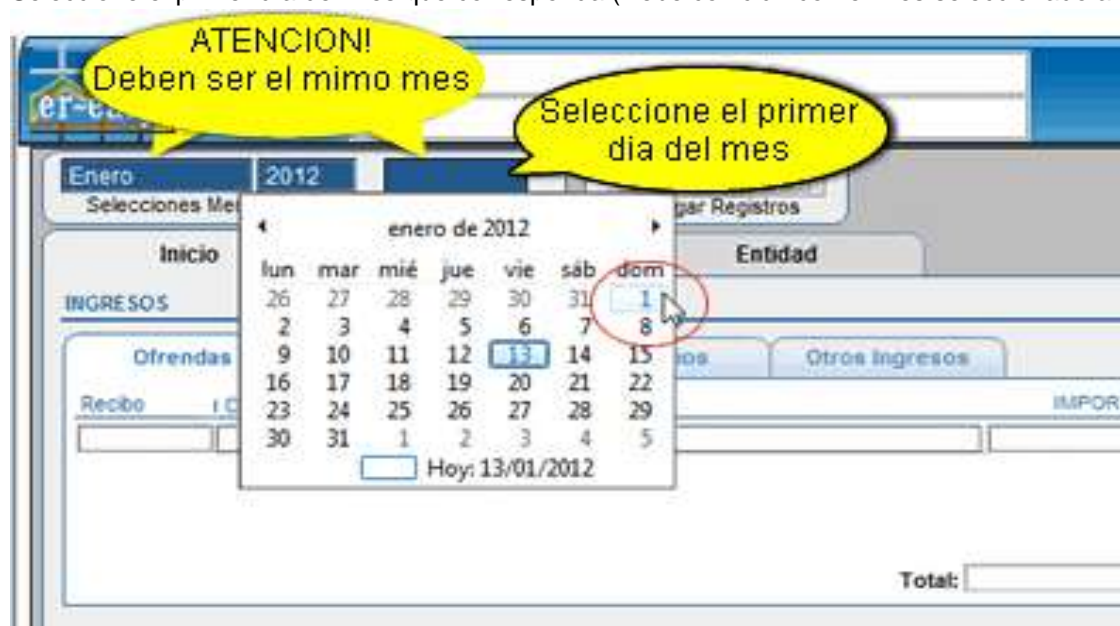 ATENCION!
Deben ser el mimo mes
Seleccione el primer
dia del mes
Enero 2012
Selecciones gar Registros
Inicio Entidad
enero de 2012
lun mar mié jue vie sáb dom
26 27 28 29 30 31 1
2 3 4 5 6 7 8
9 10 11 12 13 14 15
16 17 18 19 20 21 22
23 24 25 26 27 28 29
30 31 1 2 3 4 5
Hoy: 13/01/2012
INGRESOS
Ofrendas Otros Ingresos
Recibo IMPOR
Total: